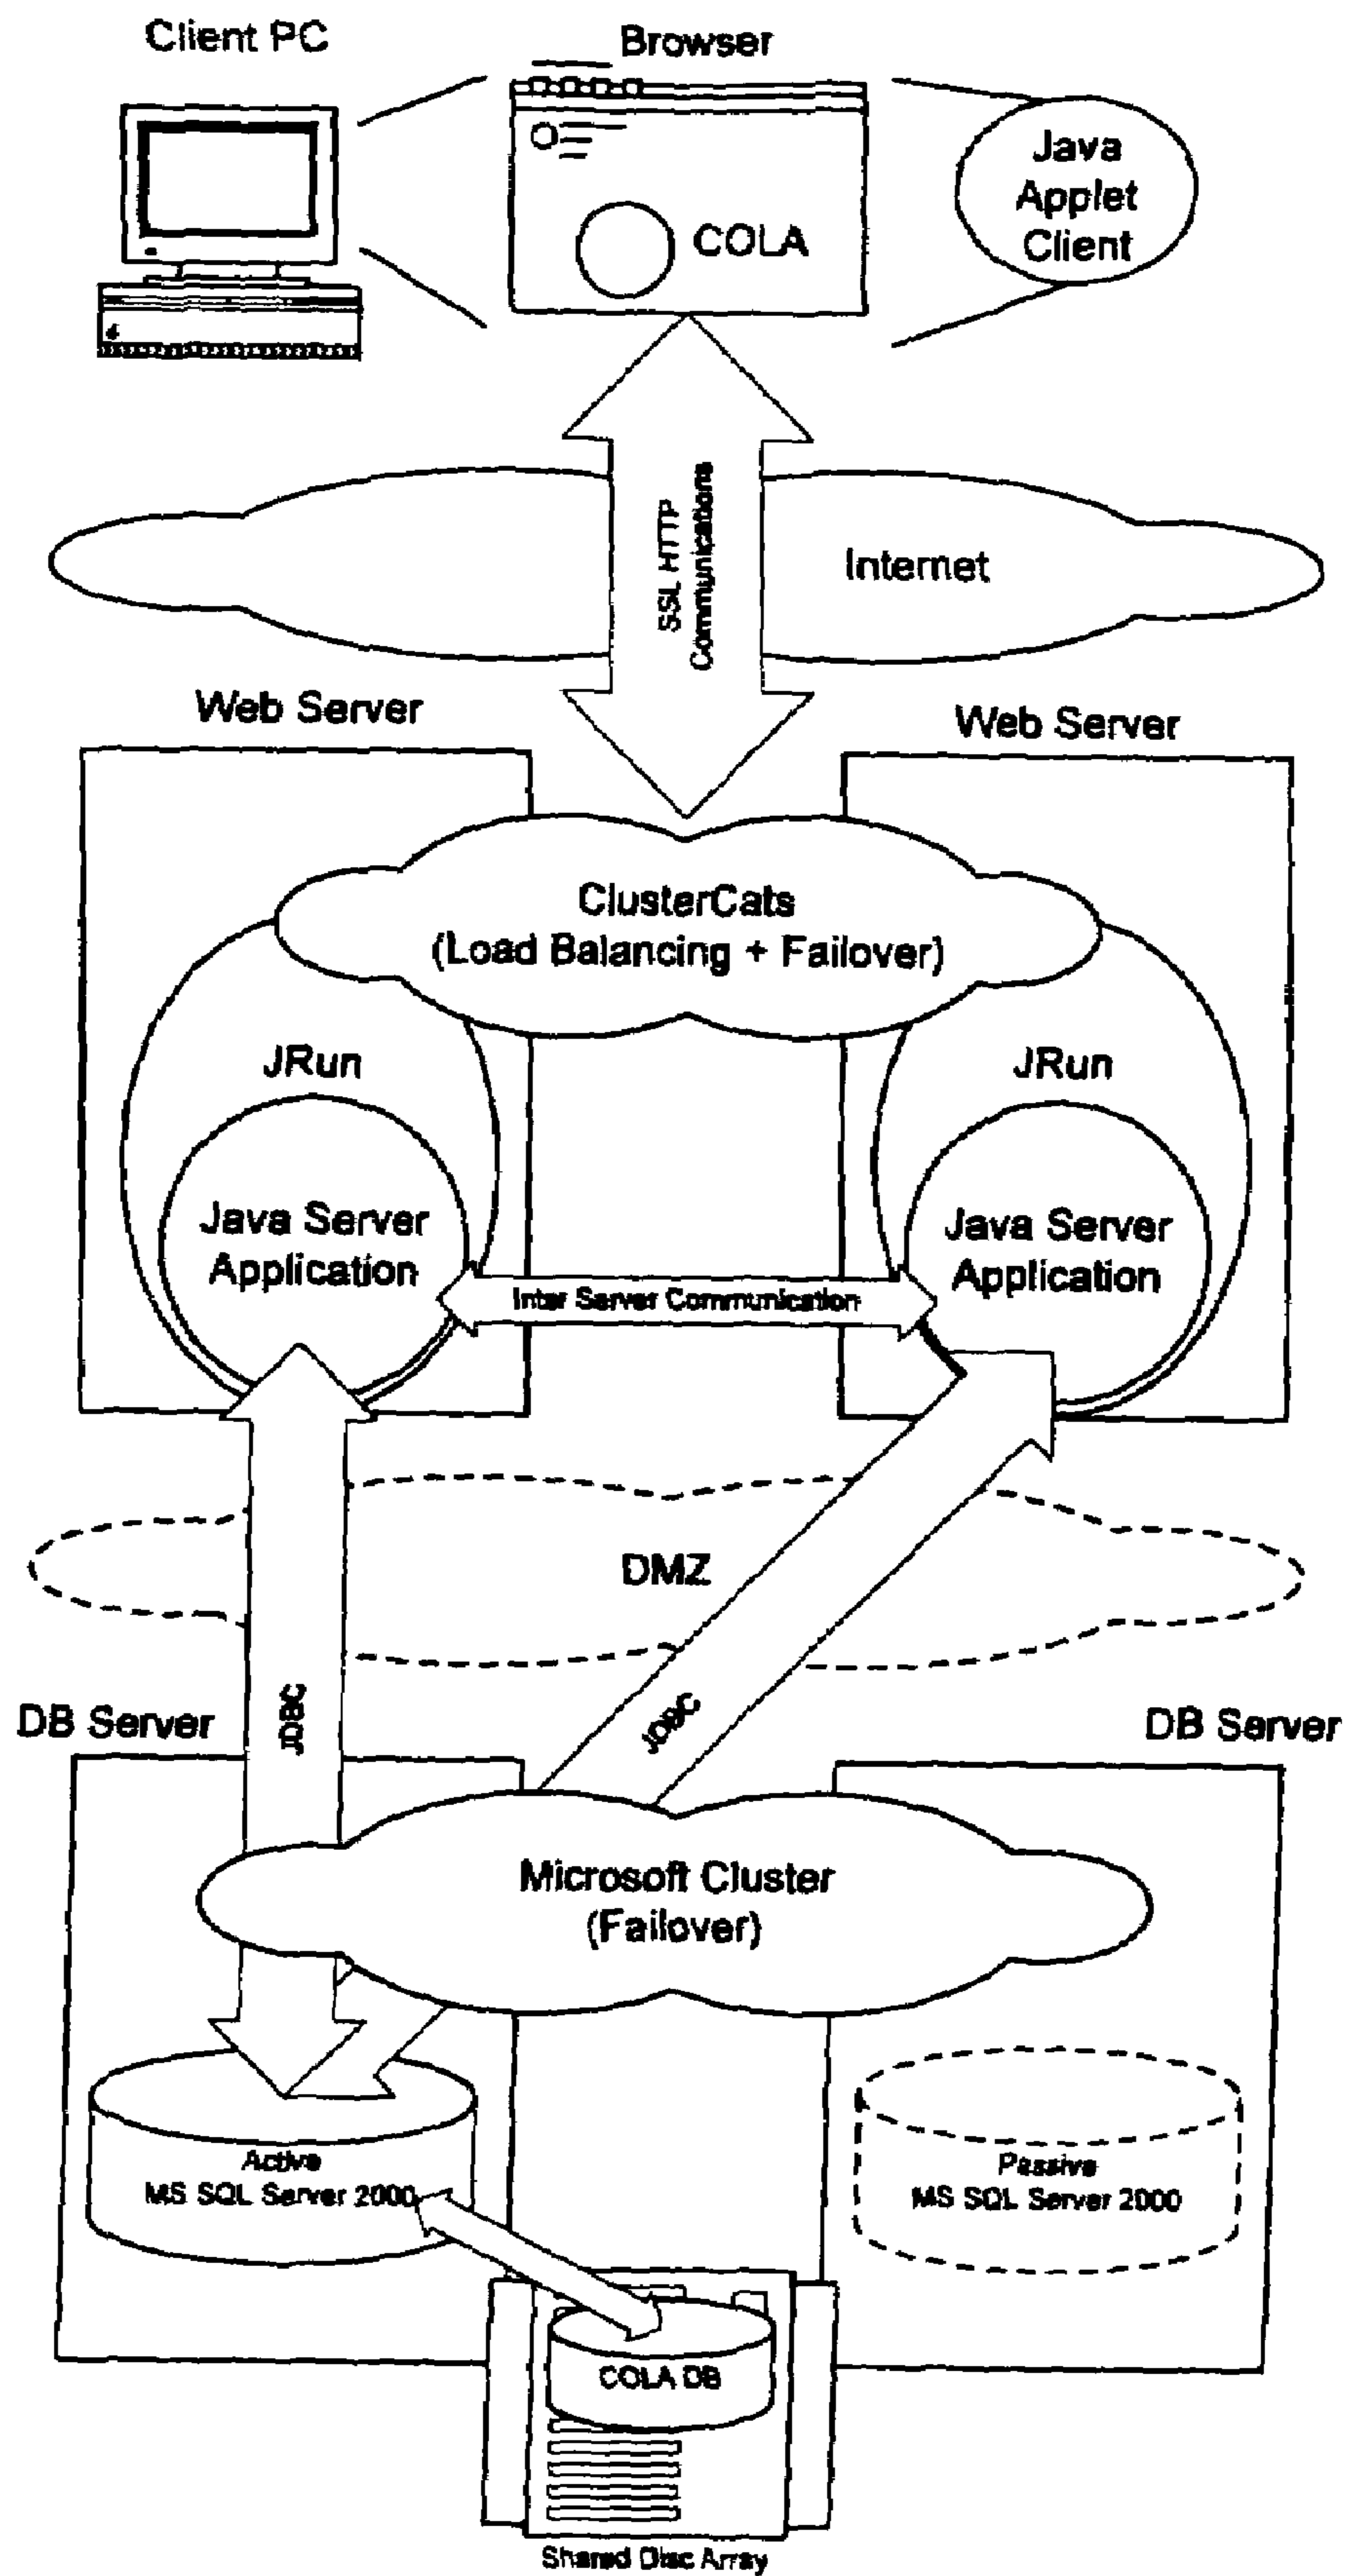 Client PC
Browser
Java
Applet
Client
COLA
SSL HTTP
Communications
Internet
Web Server
Web Server
ClusterCats
(Load Balancing + Failover)
JRun
JRun
Java Server
Application
Java Server
Application
Inter Server Communication
DMZ
JDBC
JDBC
DB Server
DB Server
Microsoft Cluster
(Failover)
Active
MS SQL Server 2000
Passive
MS SQL Server 2000
COLA DB
Shared Disc Array